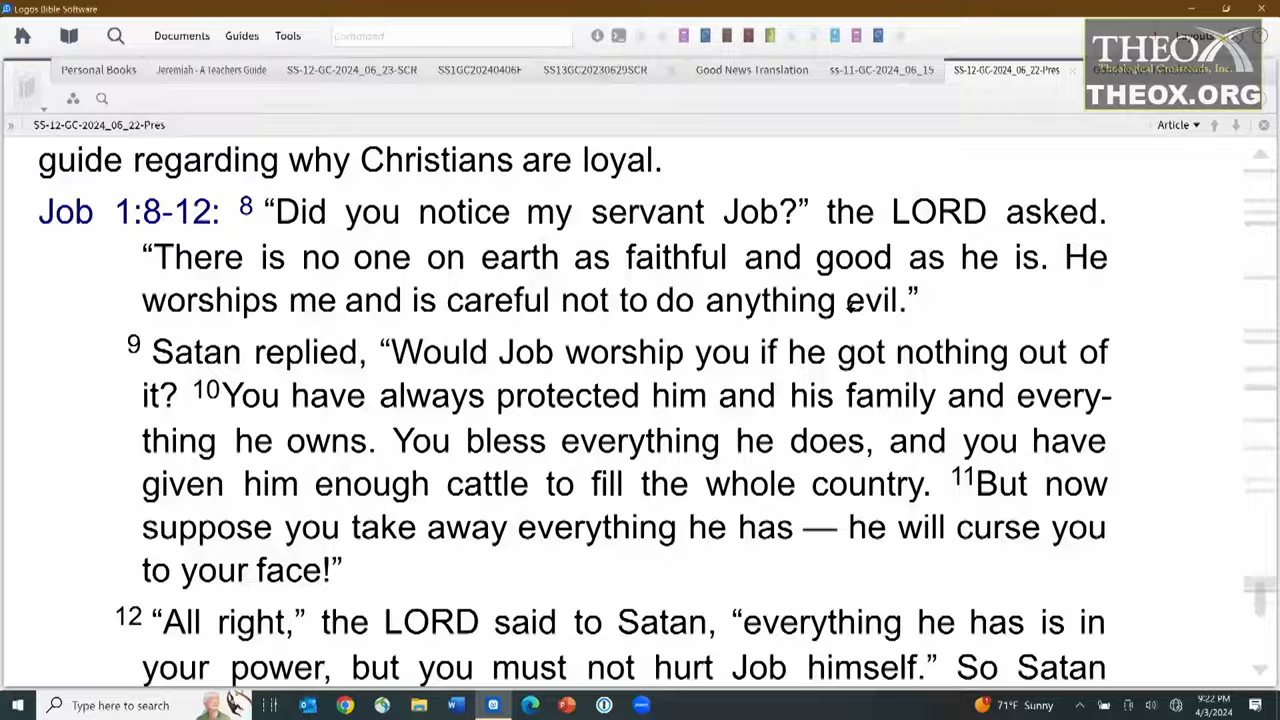 Logos Bible Software
Documents Guides Tools Command Layouts
THEOX
Theological Crossroads, Inc.
THEOX.ORG
Personal Books Jeremiah - A Teachers Guide SS-12-GC-2024_06_23-SCR SS13GC20230629SCR Good News Translation ss-11-GC-2024_06_15 SS-12-GC-2024_06_22-Pres
SS-12-GC-2024_06_22-Pres Article
guide regarding why Christians are loyal.
Job 1:8-12: 8 “Did you notice my servant Job?” the LORD asked.
“There is no one on earth as faithful and good as he is. He
worships me and is careful not to do anything evil.”
9 Satan replied, “Would Job worship you if he got nothing out of
it? 10You have always protected him and his family and every-
thing he owns. You bless everything he does, and you have
given him enough cattle to fill the whole country. 11But now
suppose you take away everything he has — he will curse you
to your face!”
12 “All right,” the LORD said to Satan, “everything he has is in
your power, but you must not hurt Job himself.” So Satan
Type here to search
71°F Sunny
9:22 PM
4/3/2024